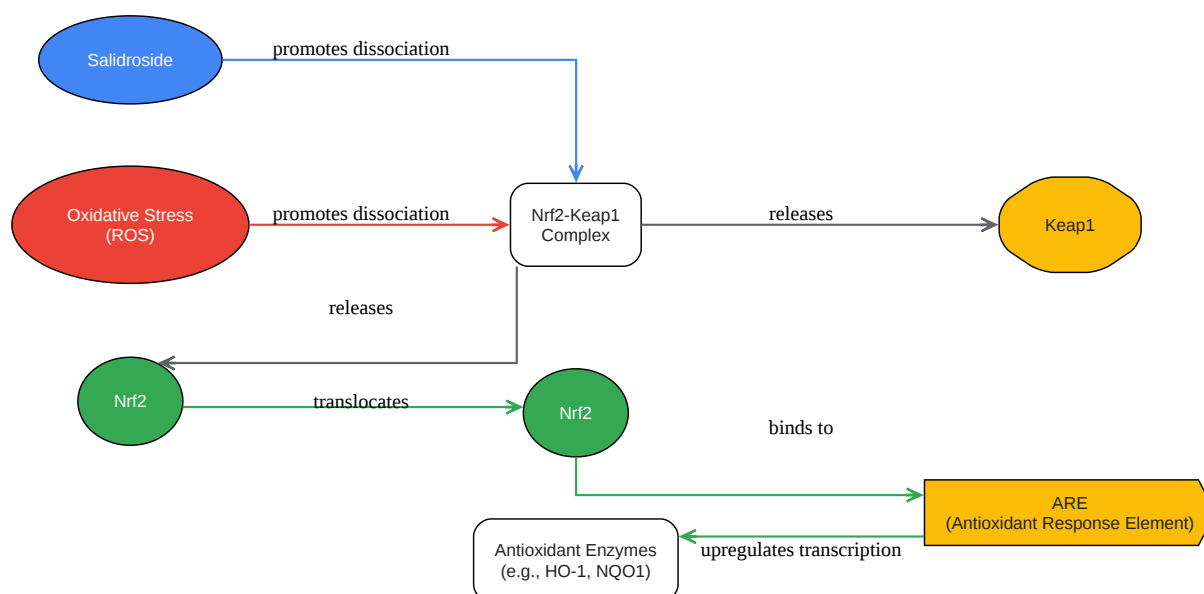 Salidroside
promotes dissociation
Oxidative Stress
(ROS)
promotes dissociation
Nrf2-Keap1
Complex
releases
Keap1
releases
Nrf2
translocates
Nrf2
binds to
ARE
(Antioxidant Response Element)
Antioxidant Enzymes
(e.g., HO-1, NQO1)
upregulates transcription